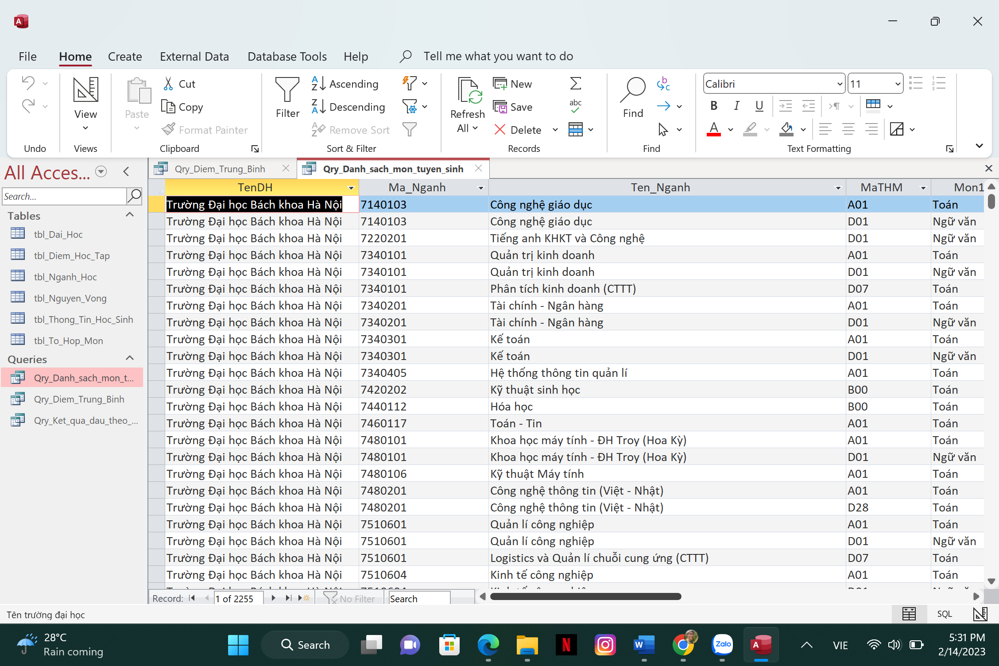 File Home Create External Data Database Tools Help Tell me what you want to do
Undo
View
Views
Paste
Cut
Copy
Format Painter
Clipboard
Filter
Ascending
Descending
Remove Sort
Sort & Filter
Refresh
All
New
Save
Delete
Records
Find
Find
Calibri 11
Text Formatting
All Acces...
Search...
Tables
tbl_Dai_Hoc
tbl_Diem_Hoc_Tap
tbl_Nganh_Hoc
tbl_Nguyen_Vong
tbl_Thong_Tin_Hoc_Sinh
tbl_To_Hop_Mon
Queries
Qry_Danh_sach_mon_t...
Qry_Diem_Trung_Binh
Qry_Ket_qua_dau_theo_...
Qry_Diem_Trung_Binh Qry_Danh_sach_mon_tuyen_sinh
TenDH Ma_Nganh Ten_Nganh MaTHM Mon1
Trường Đại học Bách khoa Hà Nội 7140103 Công nghệ giáo dục A01 Toán
Trường Đại học Bách khoa Hà Nội 7140103 Công nghệ giáo dục D01 Ngữ văn
Trường Đại học Bách khoa Hà Nội 7220201 Tiếng anh KHKT và Công nghệ D01 Ngữ văn
Trường Đại học Bách khoa Hà Nội 7340101 Quản trị kinh doanh A01 Toán
Trường Đại học Bách khoa Hà Nội 7340101 Quản trị kinh doanh D01 Ngữ văn
Trường Đại học Bách khoa Hà Nội 7340101 Phân tích kinh doanh (CTTT) D07 Toán
Trường Đại học Bách khoa Hà Nội 7340201 Tài chính - Ngân hàng A01 Toán
Trường Đại học Bách khoa Hà Nội 7340201 Tài chính - Ngân hàng D01 Ngữ văn
Trường Đại học Bách khoa Hà Nội 7340301 Kế toán A01 Toán
Trường Đại học Bách khoa Hà Nội 7340301 Kế toán D01 Ngữ văn
Trường Đại học Bách khoa Hà Nội 7340405 Hệ thống thông tin quản lí A01 Toán
Trường Đại học Bách khoa Hà Nội 7420202 Kỹ thuật sinh học B00 Toán
Trường Đại học Bách khoa Hà Nội 7440112 Hóa học B00 Toán
Trường Đại học Bách khoa Hà Nội 7460117 Toán - Tin A01 Toán
Trường Đại học Bách khoa Hà Nội 7480101 Khoa học máy tính - ĐH Troy (Hoa Kỳ) A01 Toán
Trường Đại học Bách khoa Hà Nội 7480101 Khoa học máy tính - ĐH Troy (Hoa Kỳ) D01 Ngữ văn
Trường Đại học Bách khoa Hà Nội 7480106 Kỹ thuật Máy tính A01 Toán
Trường Đại học Bách khoa Hà Nội 7480201 Công nghệ thông tin (Việt - Nhật) A01 Toán
Trường Đại học Bách khoa Hà Nội 7480201 Công nghệ thông tin (Việt - Nhật) D28 Toán
Trường Đại học Bách khoa Hà Nội 7510601 Quản lí công nghiệp A01 Toán
Trường Đại học Bách khoa Hà Nội 7510601 Quản lí công nghiệp D01 Ngữ văn
Trường Đại học Bách khoa Hà Nội 7510601 Logistics và Quản lí chuỗi cung ứng (CTTT) D07 Toán
Trường Đại học Bách khoa Hà Nội 7510604 Kinh tế công nghiệp A01 Toán
Record: 1 of 2255 No Filter Search
Tên trường đại học SQL
28°C
Rain coming
Search
Zalo
VIE
5:31 PM
2/14/2023